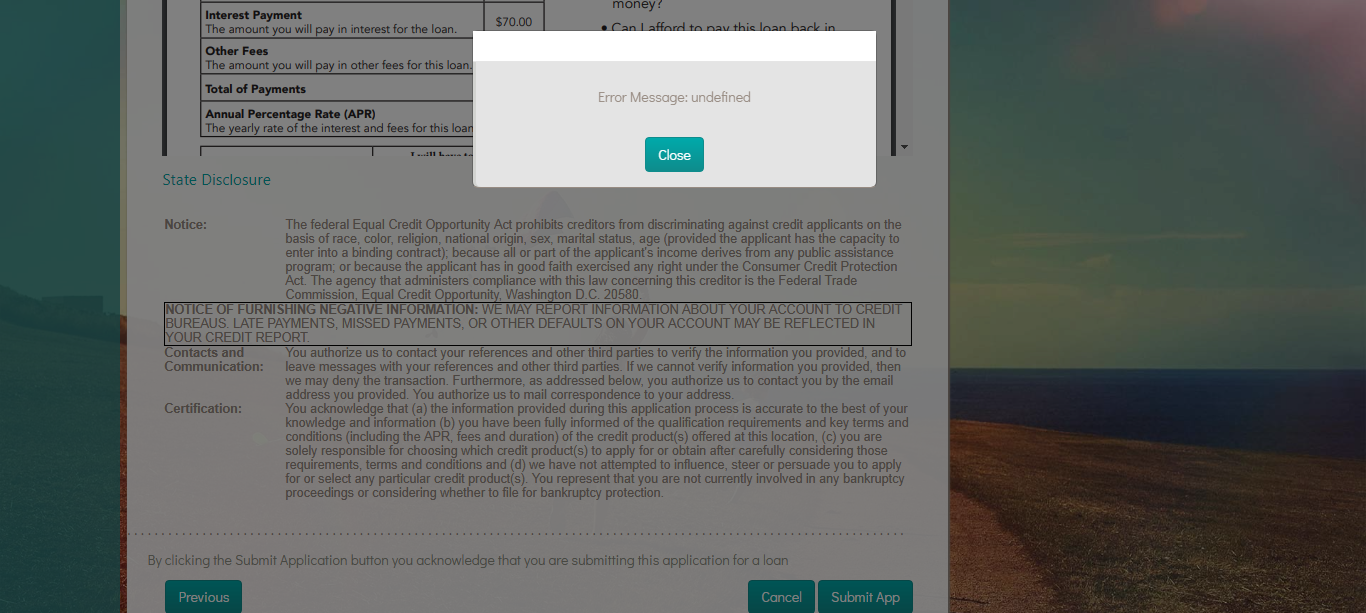 money?
Interest Payment
The amount you will pay in interest for the loan.
$70.00
• Can I afford to pay this loan back in
Other Fees
The amount you will pay in other fees for this loan.
Total of Payments
Annual Percentage Rate (APR)
The yearly rate of the interest and fees for this loan
Error Message: undefined
Close
State Disclosure
Notice:
The federal Equal Credit Opportunity Act prohibits creditors from discriminating against credit applicants on the
basis of race, color, religion, national origin, sex, marital status, age (provided the applicant has the capacity to
enter into a binding contract); because all or part of the applicant's income derives from any public assistance
program; or because the applicant has in good faith exercised any right under the Consumer Credit Protection
Act. The agency that administers compliance with this law concerning this creditor is the Federal Trade
Commission, Equal Credit Opportunity, Washington D.C. 20580.
NOTICE OF FURNISHING NEGATIVE INFORMATION: WE MAY REPORT INFORMATION ABOUT YOUR ACCOUNT TO CREDIT
BUREAUS. LATE PAYMENTS, MISSED PAYMENTS, OR OTHER DEFAULTS ON YOUR ACCOUNT MAY BE REFLECTED IN
YOUR CREDIT REPORT.
Contacts and
Communication:
You authorize us to contact your references and other third parties to verify the information you provided, and to
leave messages with your references and other third parties. If we cannot verify information you provided, then
we may deny the transaction. Furthermore, as addressed below, you authorize us to contact you by the email
address you provided. You authorize us to mail correspondence to your address.
Certification:
You acknowledge that (a) the information provided during this application process is accurate to the best of your
knowledge and information (b) you have been fully informed of the qualification requirements and key terms and
conditions (including the APR, fees and duration) of the credit product(s) offered at this location, (c) you are
solely responsible for choosing which credit product(s) to apply for or obtain after carefully considering those
requirements, terms and conditions and (d) we have not attempted to influence, steer or persuade you to apply
for or select any particular credit product(s). You represent that you are not currently involved in any bankruptcy
proceedings or considering whether to file for bankruptcy protection.
By clicking the Submit Application button you acknowledge that you are submitting this application for a loan
Previous
Cancel
Submit App